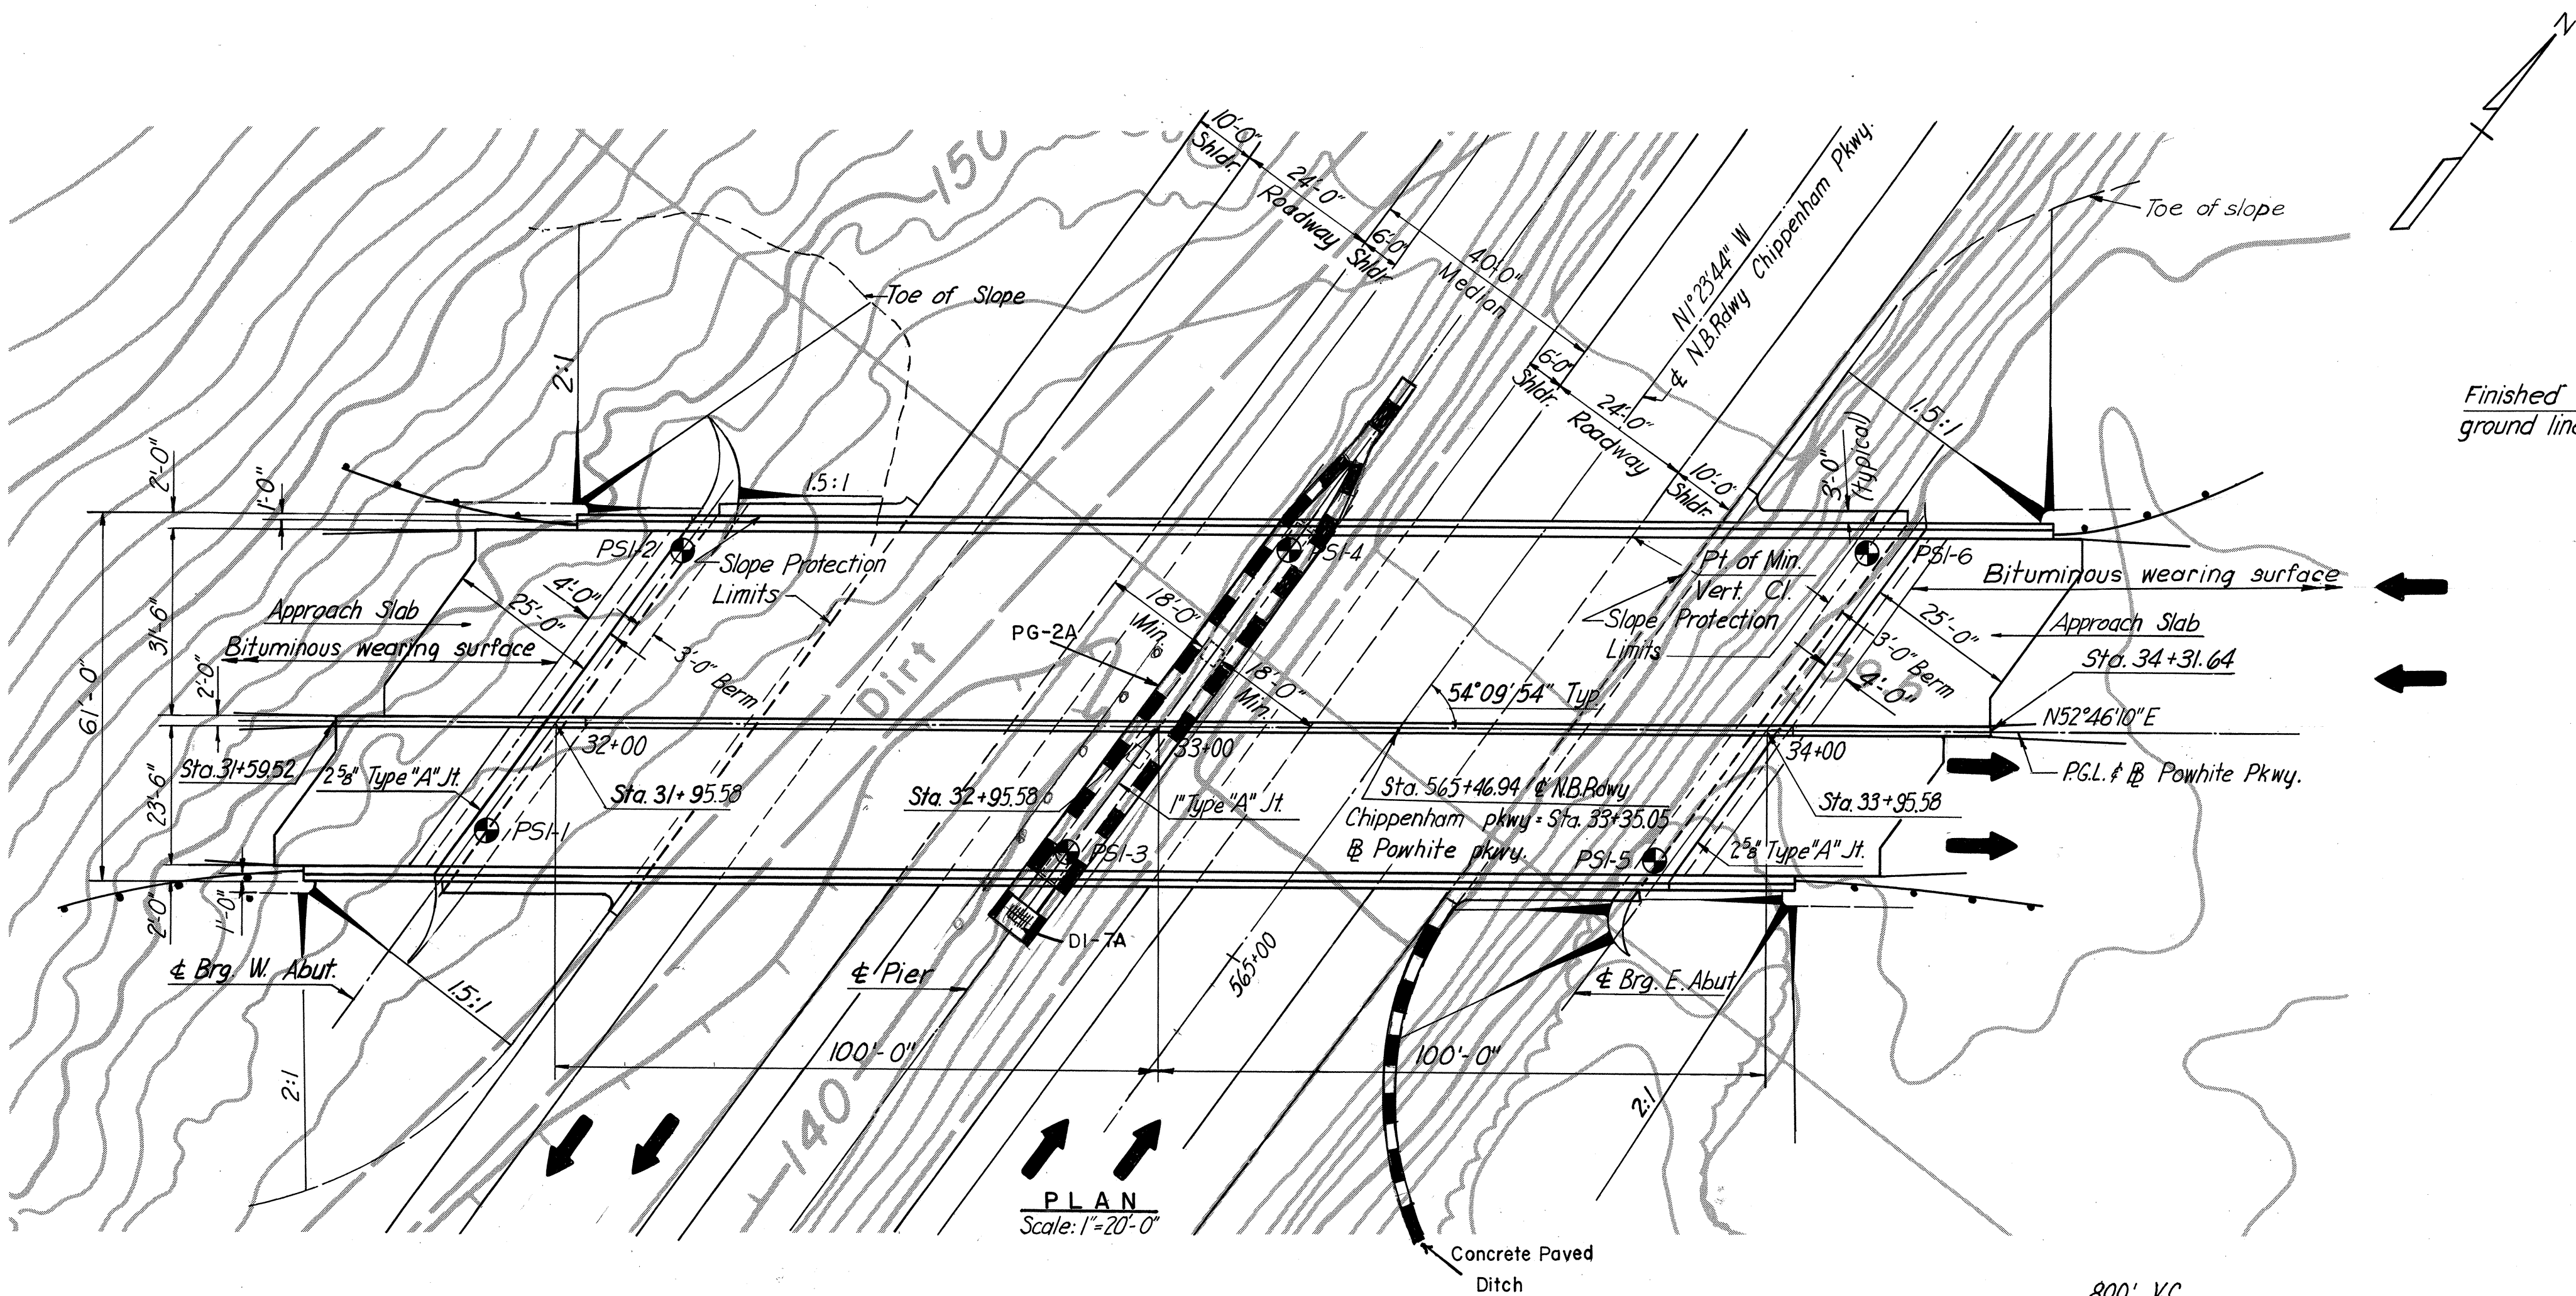 N
150
10'-0"
Shldr.
24'-0"
Roadway
6'-0"
Shldr.
40'-0"
Median
N1°23'44" W
℄ N.B.Rdwy Chippenham Pkwy.
Toe of slope
Toe of Slope
2:1
6'-0"
Shldr.
24'-0"
Roadway
10'-0"
Shldr.
3'-0"
(typical)
1.5:1
Finished
ground line
2'-0"
1'-0"
1.5:1
PSI-2
Slope Protection
Limits
PSI-4
Pt. of Min.
Vert. Cl.
PSI-6
Bituminous wearing surface
4'-0"
25'-0"
Approach Slab
Bituminous wearing surface
31'-6"
61'-0"
2'-0"
3'-0" Berm
Dirt
PG-2A
18'-0"
Min.
18'-0"
Min.
Slope Protection
Limits
25'-0"
Approach Slab
3'-0" Berm
4'-0"
Sta. 34+31.64
54°09'54" Typ.
N52°46'10"E
32+00
33+00
34+00
P.G.L. & ⅊ Powhite Pkwy.
Sta.31+59.52
2⅝" Type "A" Jt.
23'-6"
Sta. 31+95.58
Sta. 32+95.58
1" Type "A" Jt.
Sta. 565+46.94 ℄ N.B.Rdwy
Chippenham pkwy = Sta. 33+35.05
⅊ Powhite pkwy.
Sta. 33+95.58
PSI-1
PSI-3
PSI-5
2⅝" Type "A" Jt.
2'-0"
1'-0"
DI-7A
℄ Brg. W. Abut.
1.5:1
℄ Pier
565+00
℄ Brg. E. Abut
100'-0"
100'-0"
2:1
140
2:1
PLAN
Scale: 1"=20'-0"
Concrete Paved
Ditch
800' V.C.